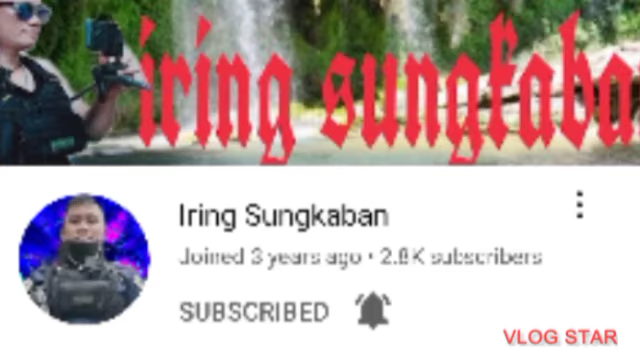 iring sungkaba
Iring Sungkaban
Joined 3 years ago • 2.8K subscribers
SUBSCRIBED
VLOG STAR